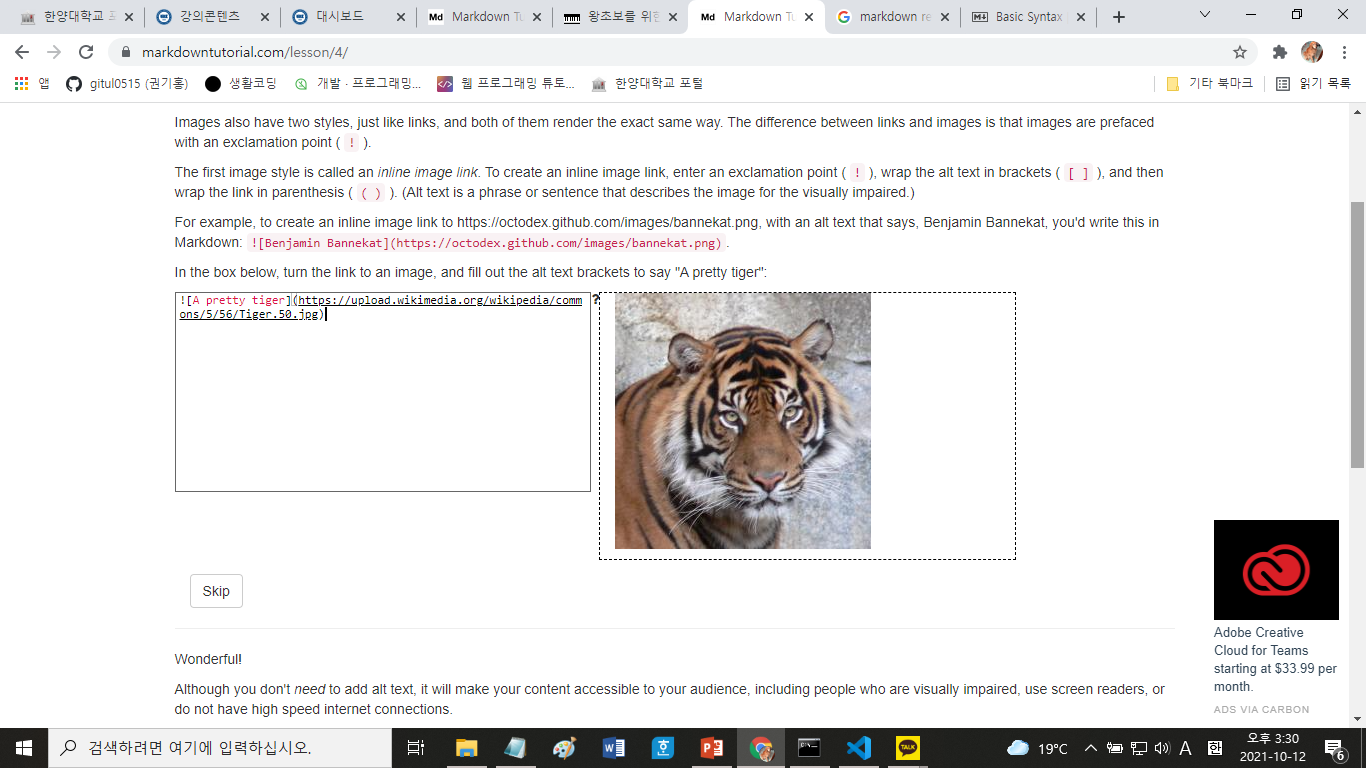 한양대학교 포
강의콘텐츠
대시보드
Markdown Tu
왕초보를 위한
Markdown Tu
markdown re
Basic Syntax
markdowntutorial.com/lesson/4/
앱
gitul0515 (권기홍)
생활코딩
개발 · 프로그래밍...
웹 프로그래밍 튜토...
한양대학교 포털
기타 북마크
읽기 목록
Images also have two styles, just like links, and both of them render the exact same way. The difference between links and images is that images are prefaced
with an exclamation point ( ! ).
The first image style is called an inline image link. To create an inline image link, enter an exclamation point ( ! ), wrap the alt text in brackets ( [ ] ), and then
wrap the link in parenthesis ( ( ) ). (Alt text is a phrase or sentence that describes the image for the visually impaired.)
For example, to create an inline image link to https://octodex.github.com/images/bannekat.png, with an alt text that says, Benjamin Bannekat, you'd write this in
Markdown: ![Benjamin Bannekat](https://octodex.github.com/images/bannekat.png).
In the box below, turn the link to an image, and fill out the alt text brackets to say "A pretty tiger":
![A pretty tiger](https://upload.wikimedia.org/wikipedia/comm
ons/5/56/Tiger.50.jpg)
?
Skip
Wonderful!
Although you don't need to add alt text, it will make your content accessible to your audience, including people who are visually impaired, use screen readers, or
do not have high speed internet connections.
Adobe Creative
Cloud for Teams
starting at $33.99 per
month.
ADS VIA CARBON
검색하려면 여기에 입력하십시오.
TALK
19°C
A
한
오후 3:30
2021-10-12
6